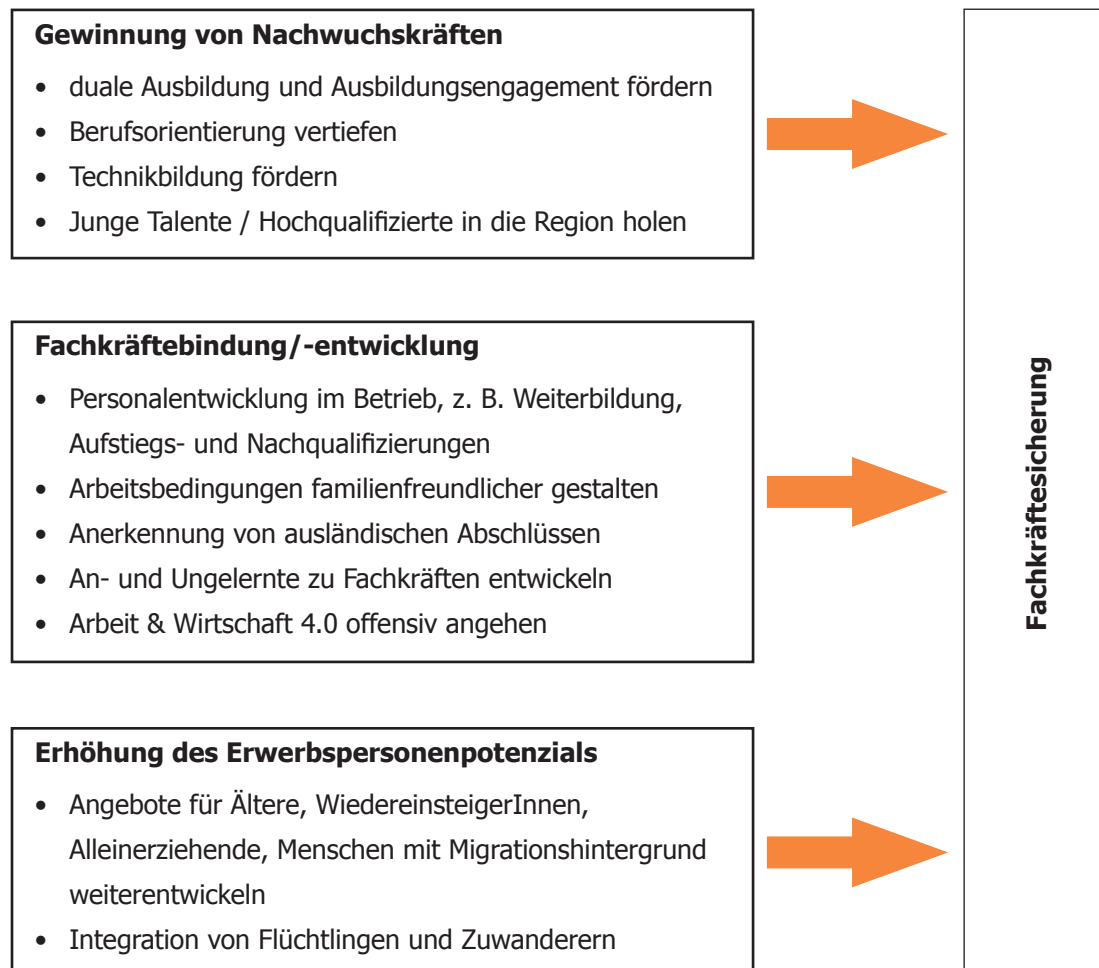 Gewinnung von Nachwuchskräften
• duale Ausbildung und Ausbildungsengagement fördern
• Berufsorientierung vertiefen
• Technikbildung fördern
• Junge Talente / Hochqualifizierte in die Region holen
Fachkräftebindung/-entwicklung
• Personalentwicklung im Betrieb, z. B. Weiterbildung,
Aufstiegs- und Nachqualifizierungen
• Arbeitsbedingungen familienfreundlicher gestalten
• Anerkennung von ausländischen Abschlüssen
• An- und Ungelernte zu Fachkräften entwickeln
• Arbeit & Wirtschaft 4.0 offensiv angehen
Erhöhung des Erwerbspersonenpotenzials
• Angebote für Ältere, WiedereinsteigerInnen,
Alleinerziehende, Menschen mit Migrationshintergrund
weiterentwickeln
• Integration von Flüchtlingen und Zuwanderern
Fachkräftesicherung